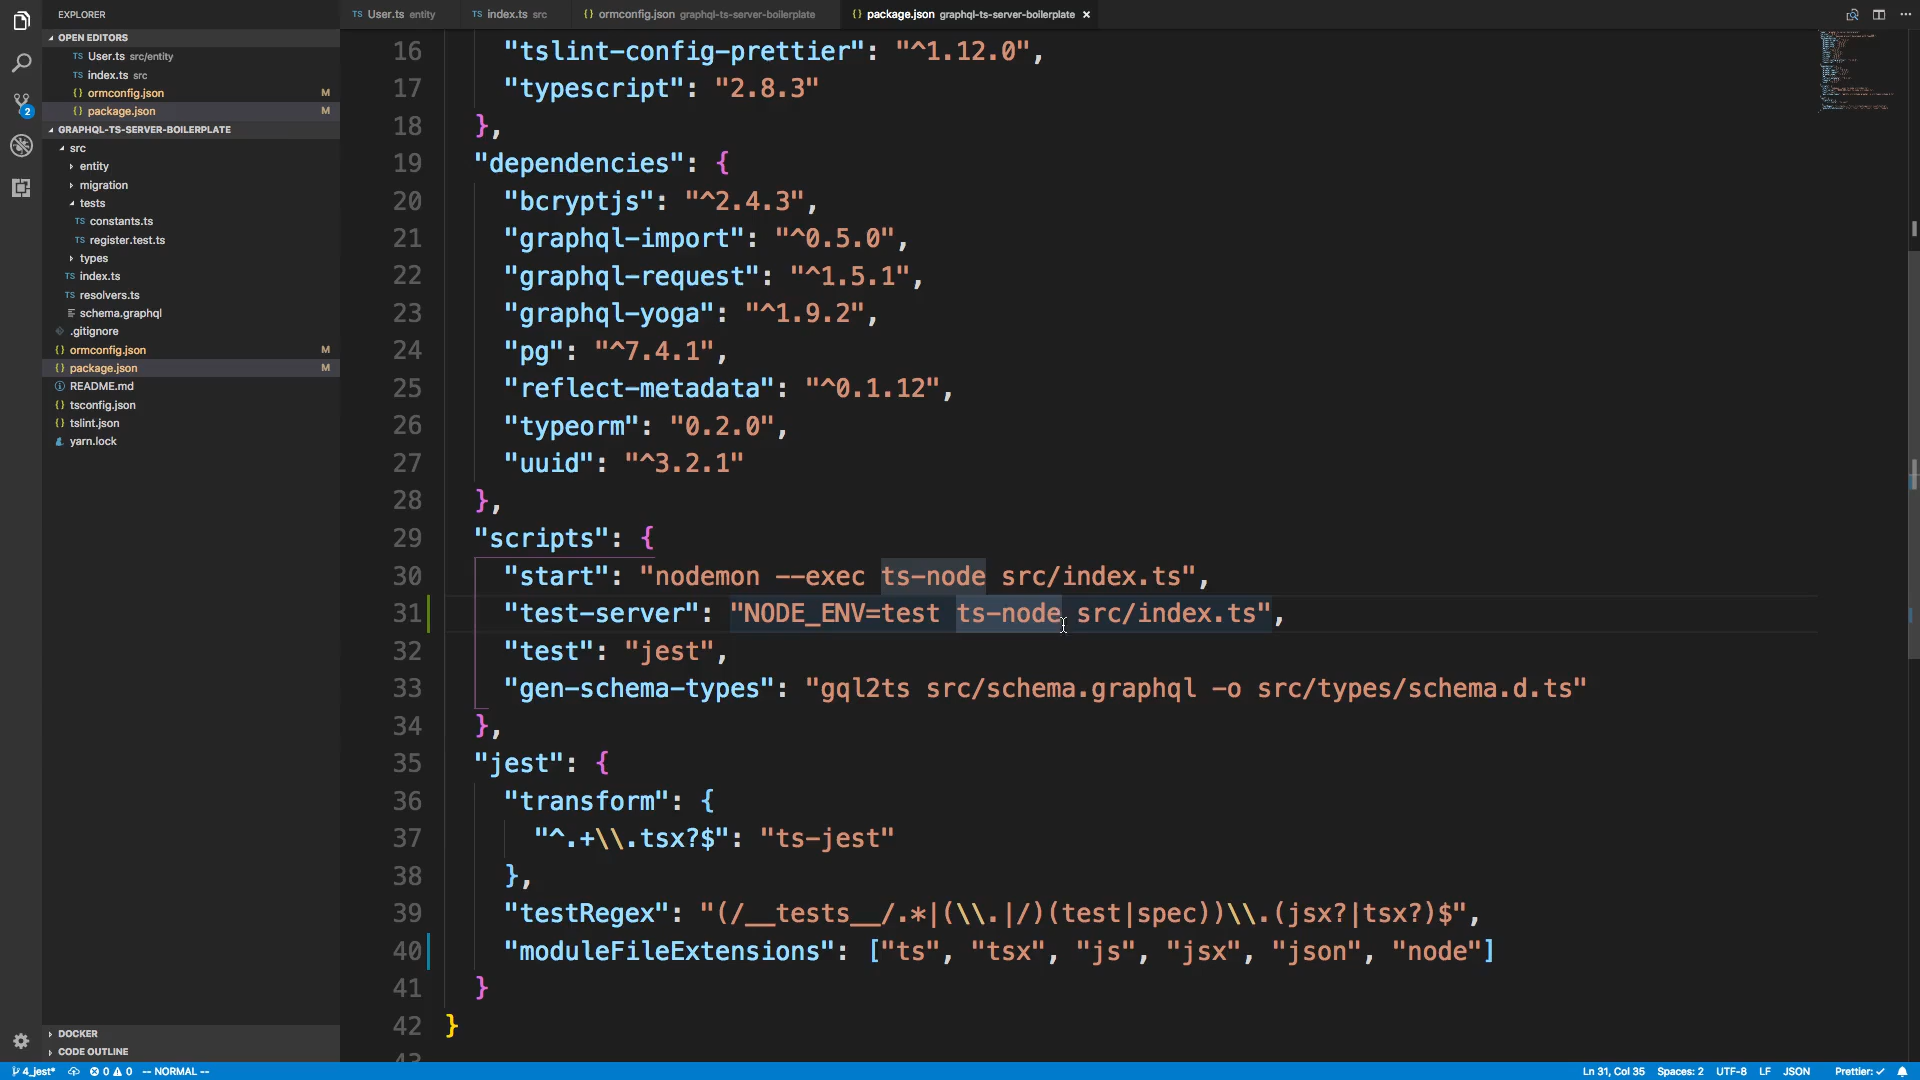 EXPLORER
OPEN EDITORS
TS User.ts src/entity
TS index.ts src
{} ormconfig.json M
{} package.json M
GRAPHQL-TS-SERVER-BOILERPLATE
src
entity
migration
tests
TS constants.ts
TS register.test.ts
types
TS index.ts
TS resolvers.ts
schema.graphql
.gitignore
{} ormconfig.json M
{} package.json M
README.md
{} tsconfig.json
{} tslint.json
yarn.lock
DOCKER
CODE OUTLINE
2
TS User.ts entity
TS index.ts src
{} ormconfig.json graphql-ts-server-boilerplate
{} package.json graphql-ts-server-boilerplate ×
16 "tslint-config-prettier": "^1.12.0",
17 "typescript": "2.8.3"
18 },
19 "dependencies": {
20 "bcryptjs": "^2.4.3",
21 "graphql-import": "^0.5.0",
22 "graphql-request": "^1.5.1",
23 "graphql-yoga": "^1.9.2",
24 "pg": "^7.4.1",
25 "reflect-metadata": "^0.1.12",
26 "typeorm": "0.2.0",
27 "uuid": "^3.2.1"
28 },
29 "scripts": {
30 "start": "nodemon --exec ts-node src/index.ts",
31 "test-server": "NODE_ENV=test ts-node src/index.ts",
32 "test": "jest",
33 "gen-schema-types": "gql2ts src/schema.graphql -o src/types/schema.d.ts"
34 },
35 "jest": {
36 "transform": {
37 "^.+\\.tsx?$": "ts-jest"
38 },
39 "testRegex": "(/__tests__/.*|(\\.|/)(test|spec))\\.(jsx?|tsx?)$",
40 "moduleFileExtensions": ["ts", "tsx", "js", "jsx", "json", "node"]
41 }
42 }
43
4_jest* 0 0 -- NORMAL --
Ln 31, Col 35 Spaces: 2 UTF-8 LF JSON Prettier: ✓